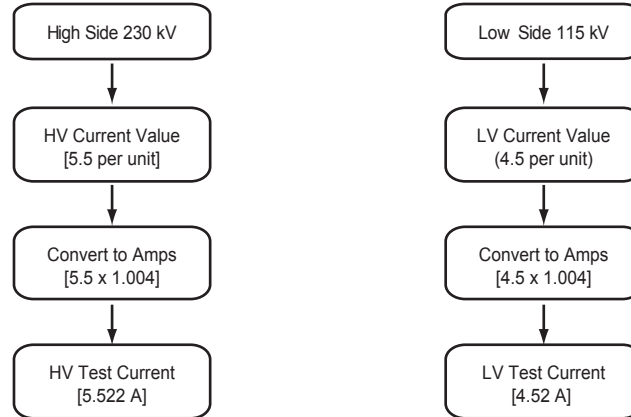 High Side 230 kV
HV Current Value
[5.5 per unit]
Convert to Amps
[5.5 x 1.004]
HV Test Current
[5.522 A]
Low Side 115 kV
LV Current Value
(4.5 per unit)
Convert to Amps
[4.5 x 1.004]
LV Test Current
[4.52 A]